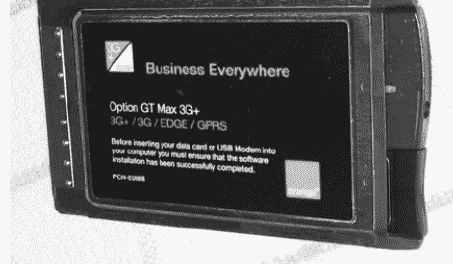 3G
+
Business Everywhere
Option GT Max 3G+
3G+ / 3G / EDGE / GPRS
Before inserting your data card or USB Modem into
your computer you must ensure that the software
installation has been successfully completed.